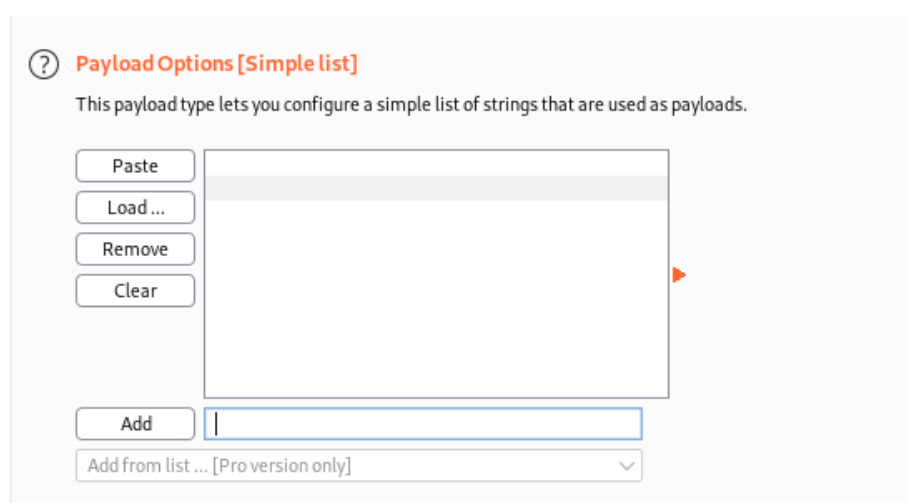 ?
Payload Options [Simple list]
This payload type lets you configure a simple list of strings that are used as payloads.
Paste
Load ...
Remove
Clear
Add
Add from list ... [Pro version only]